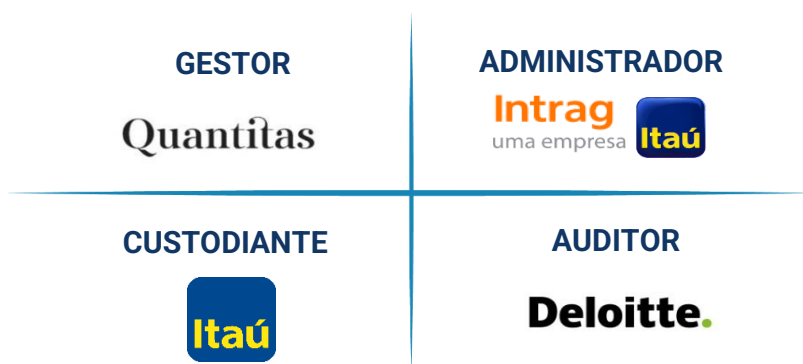 GESTOR
Quantitas
ADMINISTRADOR
Intrag
uma empresa Itaú
CUSTODIANTE
Itaú
AUDITOR
Deloitte.